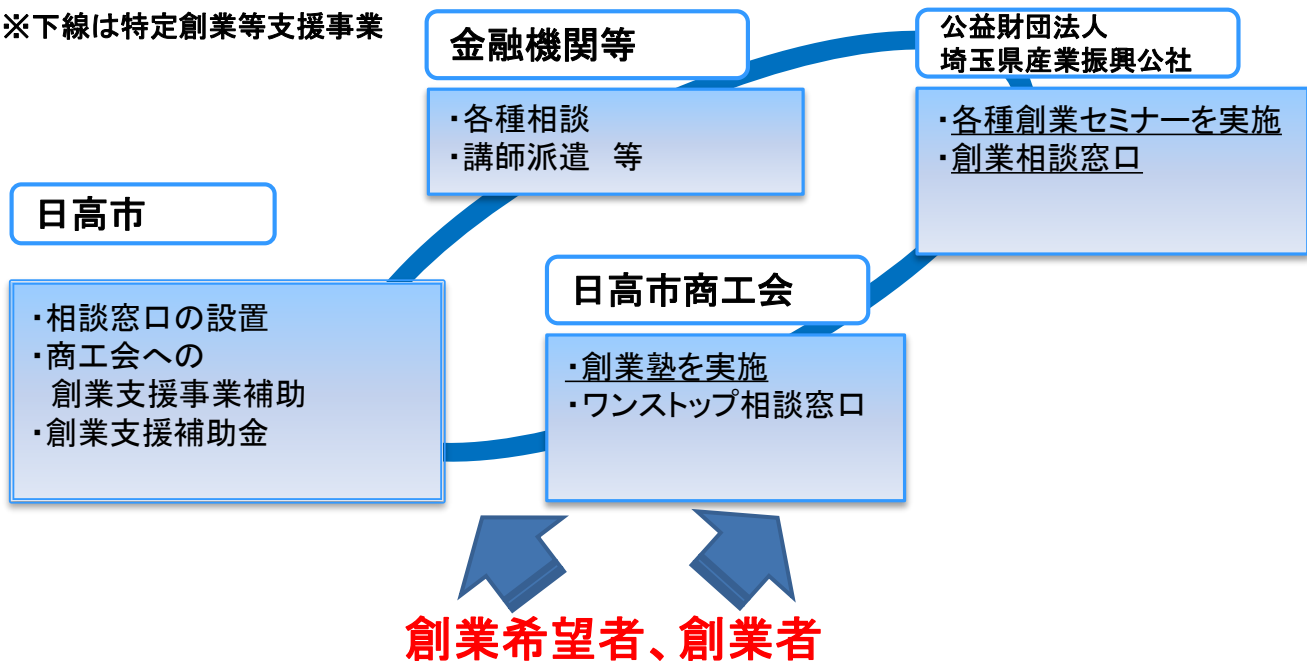 ※下線は特定創業等支援事業
金融機関等
・各種相談
・講師派遣　等
公益財団法人
埼玉県産業振興公社
・各種創業セミナーを実施
・創業相談窓口
日高市
・相談窓口の設置
・商工会への
創業支援事業補助
・創業支援補助金
日高市商工会
・創業塾を実施
・ワンストップ相談窓口
創業希望者、創業者